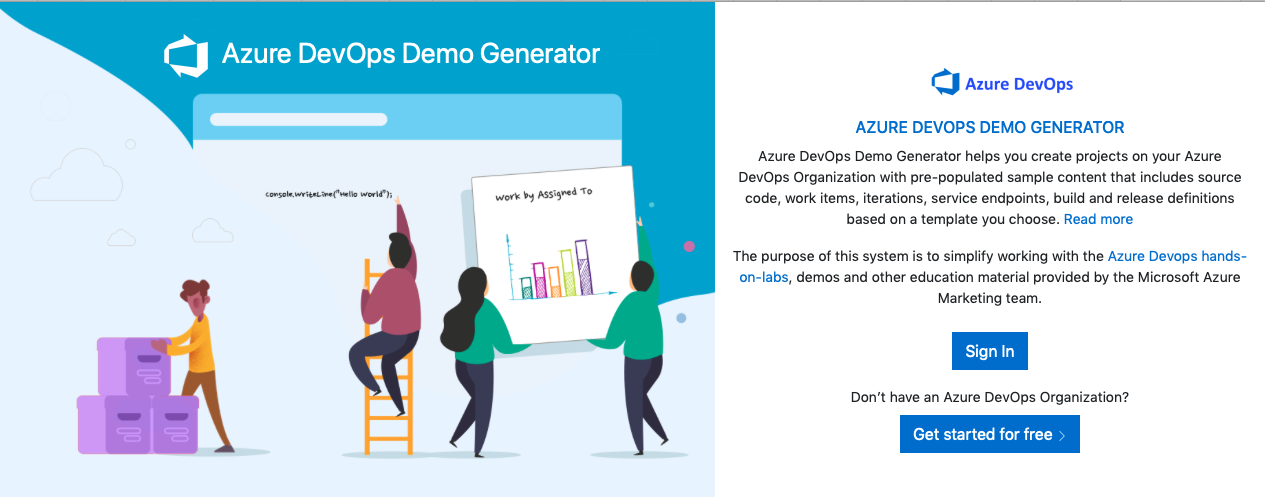 Azure DevOps Demo Generator
console.writeLine("Hello World");
Work by Assigned To
Azure DevOps
AZURE DEVOPS DEMO GENERATOR
Azure DevOps Demo Generator helps you create projects on your Azure
DevOps Organization with pre-populated sample content that includes source
code, work items, iterations, service endpoints, build and release definitions
based on a template you choose. Read more
The purpose of this system is to simplify working with the Azure Devops hands-
on-labs, demos and other education material provided by the Microsoft Azure
Marketing team.
Sign In
Don't have an Azure DevOps Organization?
Get started for free